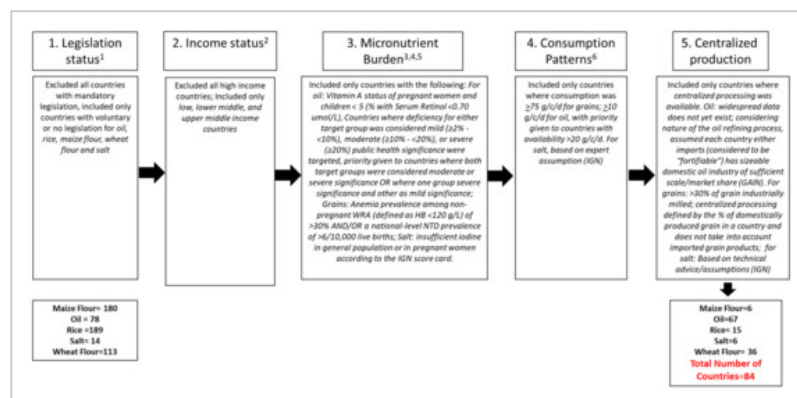 1. Legislation
status1
Excluded all countries
with mandatory
legislation, included only
countries with voluntary
or no legislation for oil,
rice, maize flour, wheat
flour and salt
Maize Flour= 180
Oil = 78
Rice =189
Salt= 14
Wheat Flour=113
2. Income status2
Excluded all high income
countries; Included only
low, lower middle, and
upper middle income
countries
3. Micronutrient
Burden3,4,5
Included only countries with the following: For
oil: Vitamin A status of pregnant women and
children < 5 (% with Serum Retinol <0.70
umol/L), Countries where deficiency for either
target group was considered mild (≥2% -
<10%), moderate (≥10% - <20%), or severe
(≥20%) public health significance were
targeted, priority given to countries where both
target groups were considered moderate or
severe significance OR where one group severe
significance and other as mild significance;
Grains: Anemia prevalence among non-
pregnant WRA (defined as HB <120 g/L) of
>30% AND/OR a national-level NTD prevalence
of >6/10,000 live births; Salt: insufficient iodine
in general population or in pregnant women
according to the IGN score card.
4. Consumption
Patterns6
Included only countries
where consumption was
≥75 g/c/d for grains; ≥10
g/c/d for oil, with priority
given to countries with
availability >20 g/c/d. For
salt, based on expert
assumption (IGN)
5. Centralized
production
Included only countries where
centralized processing was
available. Oil: widespread data
does not yet exist; considering
nature of the oil refining process,
assumed each country either
imports (considered to be
"fortifiable") has sizeable
domestic oil industry of sufficient
scale/market share (GAIN). For
grains: >30% of grain industrially
milled; centralized processing
defined by the % of domestically
produced grain in a country and
does not take into account
imported grain products; for
salt: Based on technical
advice/assumptions (IGN)
Maize Flour=6
Oil=67
Rice= 15
Salt=6
Wheat Flour= 36
Total Number of
Countries=84